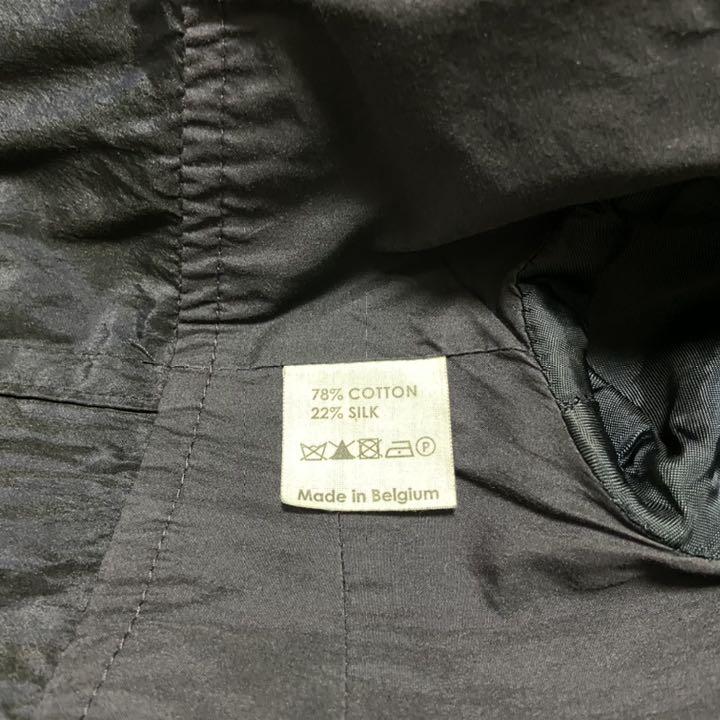 78% COTTON
22% SILK
P
Made in Belgium